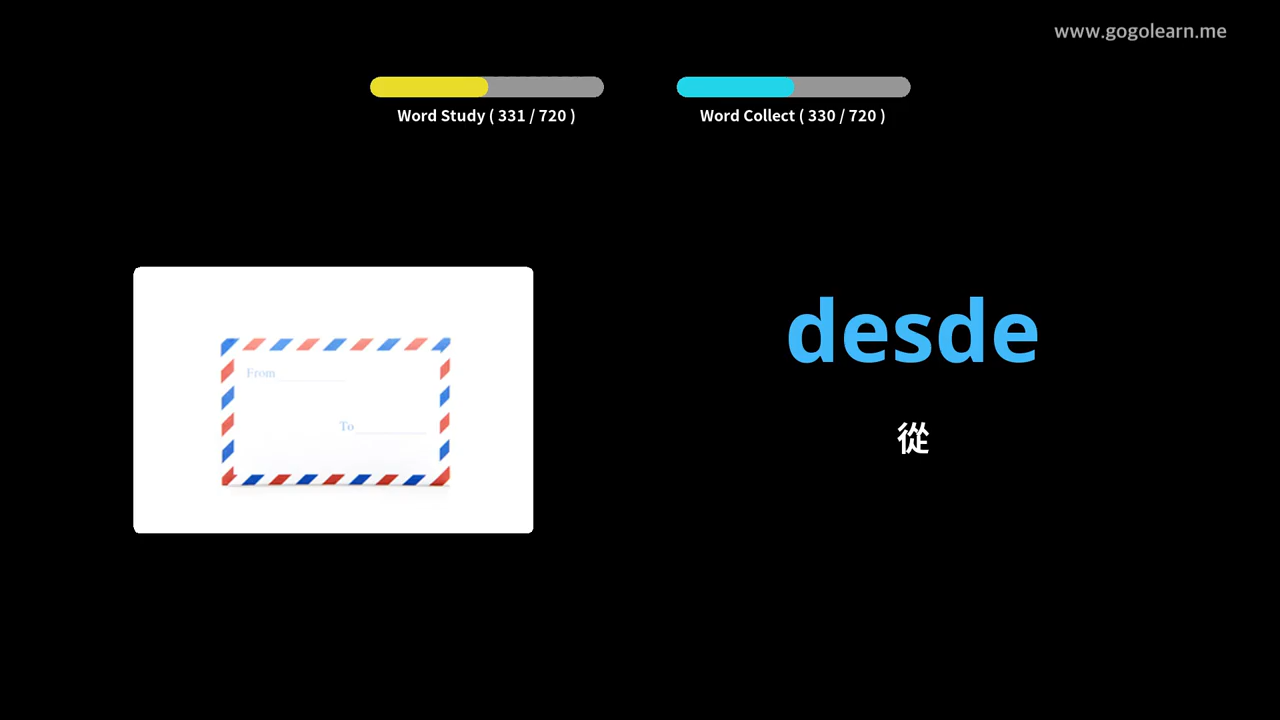 www.gogolearn.me
Word Study ( 331 / 720 )
Word Collect ( 330 / 720 )
From
To
desde
從